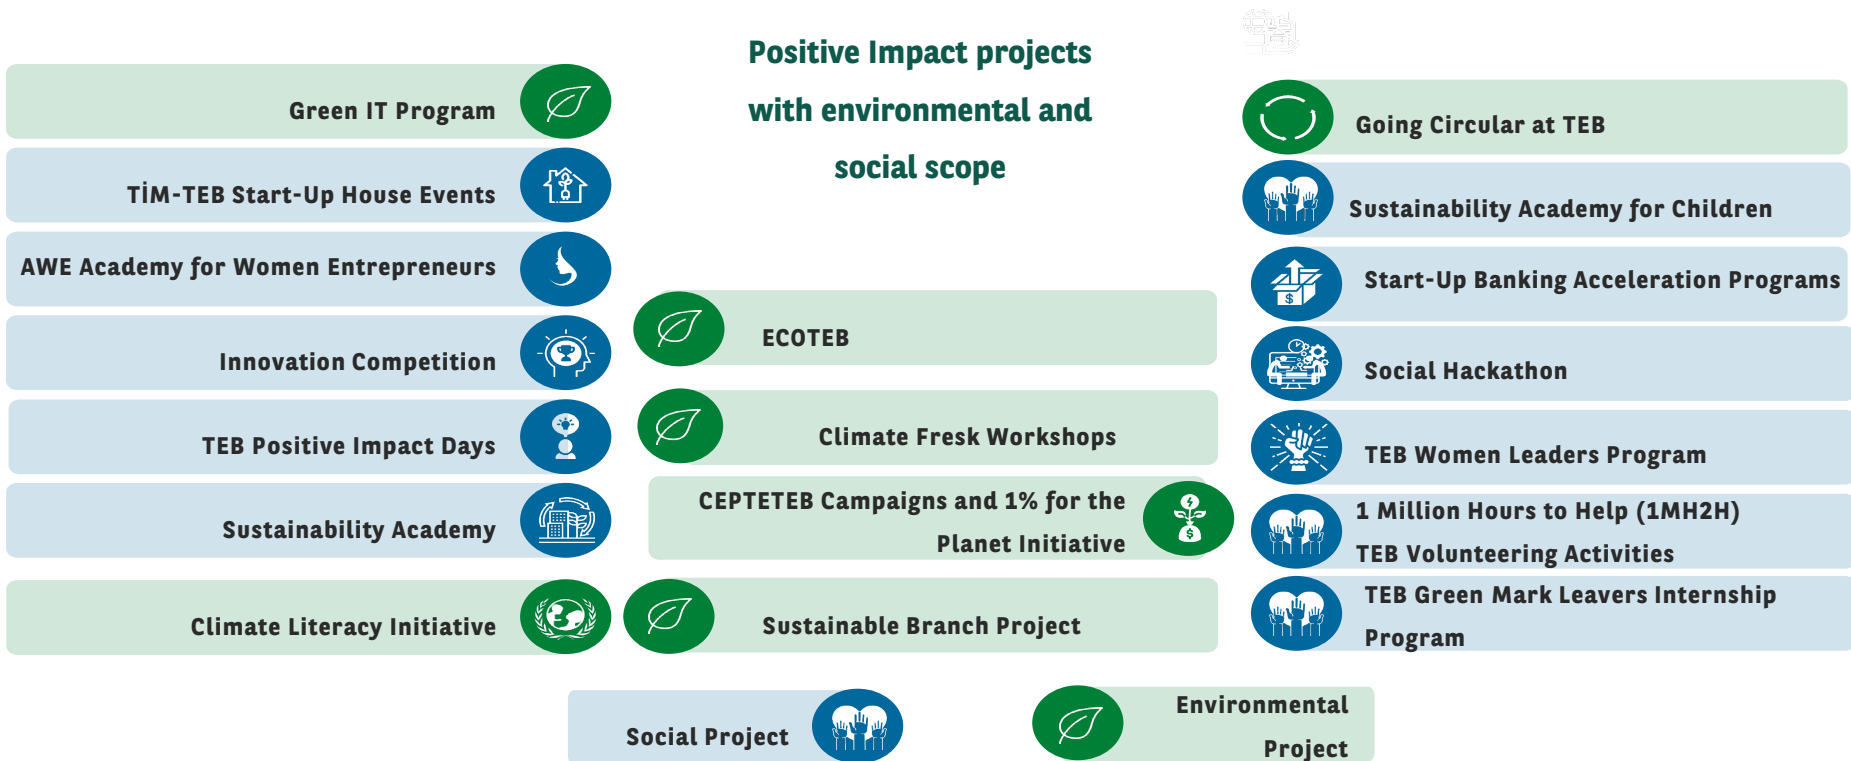 Positive Impact projects
with environmental and
social scope
Green IT Program
TİM-TEB Start-Up House Events
AWE Academy for Women Entrepreneurs
Innovation Competition
TEB Positive Impact Days
Sustainability Academy
Climate Literacy Initiative
ECOTEB
Climate Fresk Workshops
CEPTETEB Campaigns and 1% for the
Planet Initiative
Sustainable Branch Project
Going Circular at TEB
Sustainability Academy for Children
Start-Up Banking Acceleration Programs
Social Hackathon
TEB Women Leaders Program
1 Million Hours to Help (1MH2H)
TEB Volunteering Activities
TEB Green Mark Leavers Internship
Program
Social Project
Environmental
Project